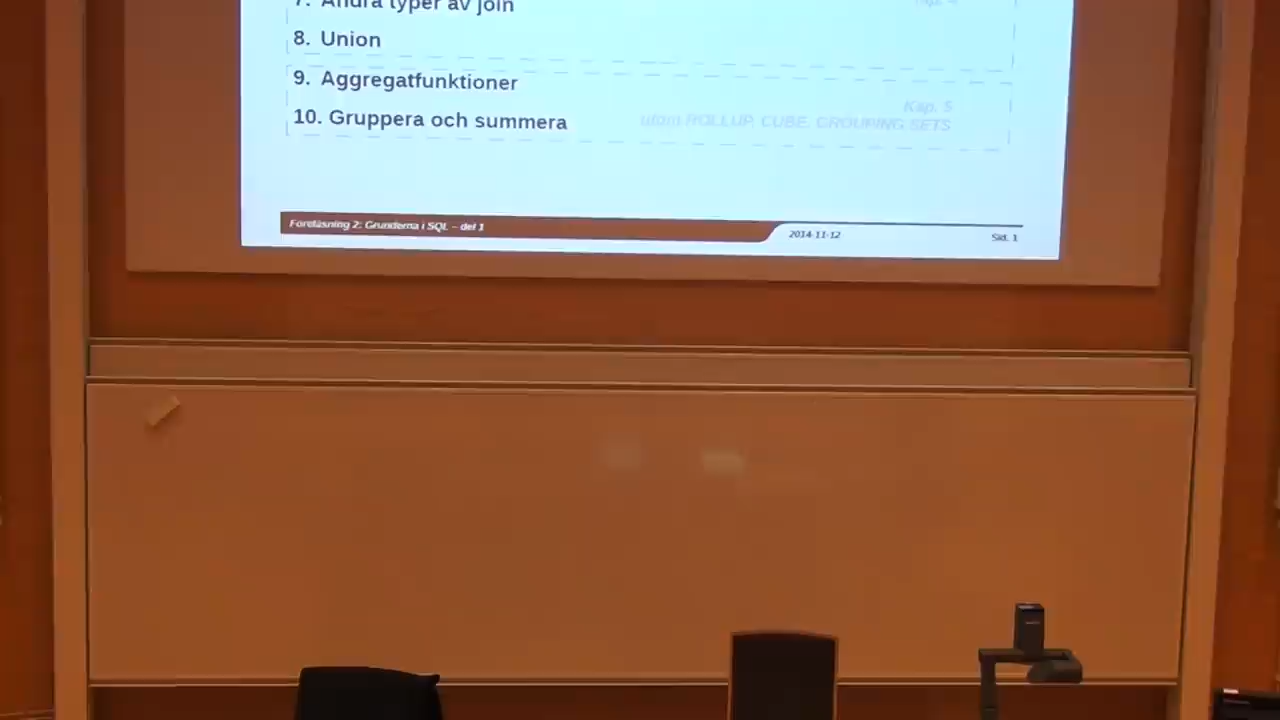 7. Andra typer av join
8. Union
9. Aggregatfunktioner
Kap. 5
10. Gruppera och summera
utom ROLLUP, CUBE, GROUPING SETS
Föreläsning 2: Grunderna i SQL – del 1
2014-11-12
Sid. 1